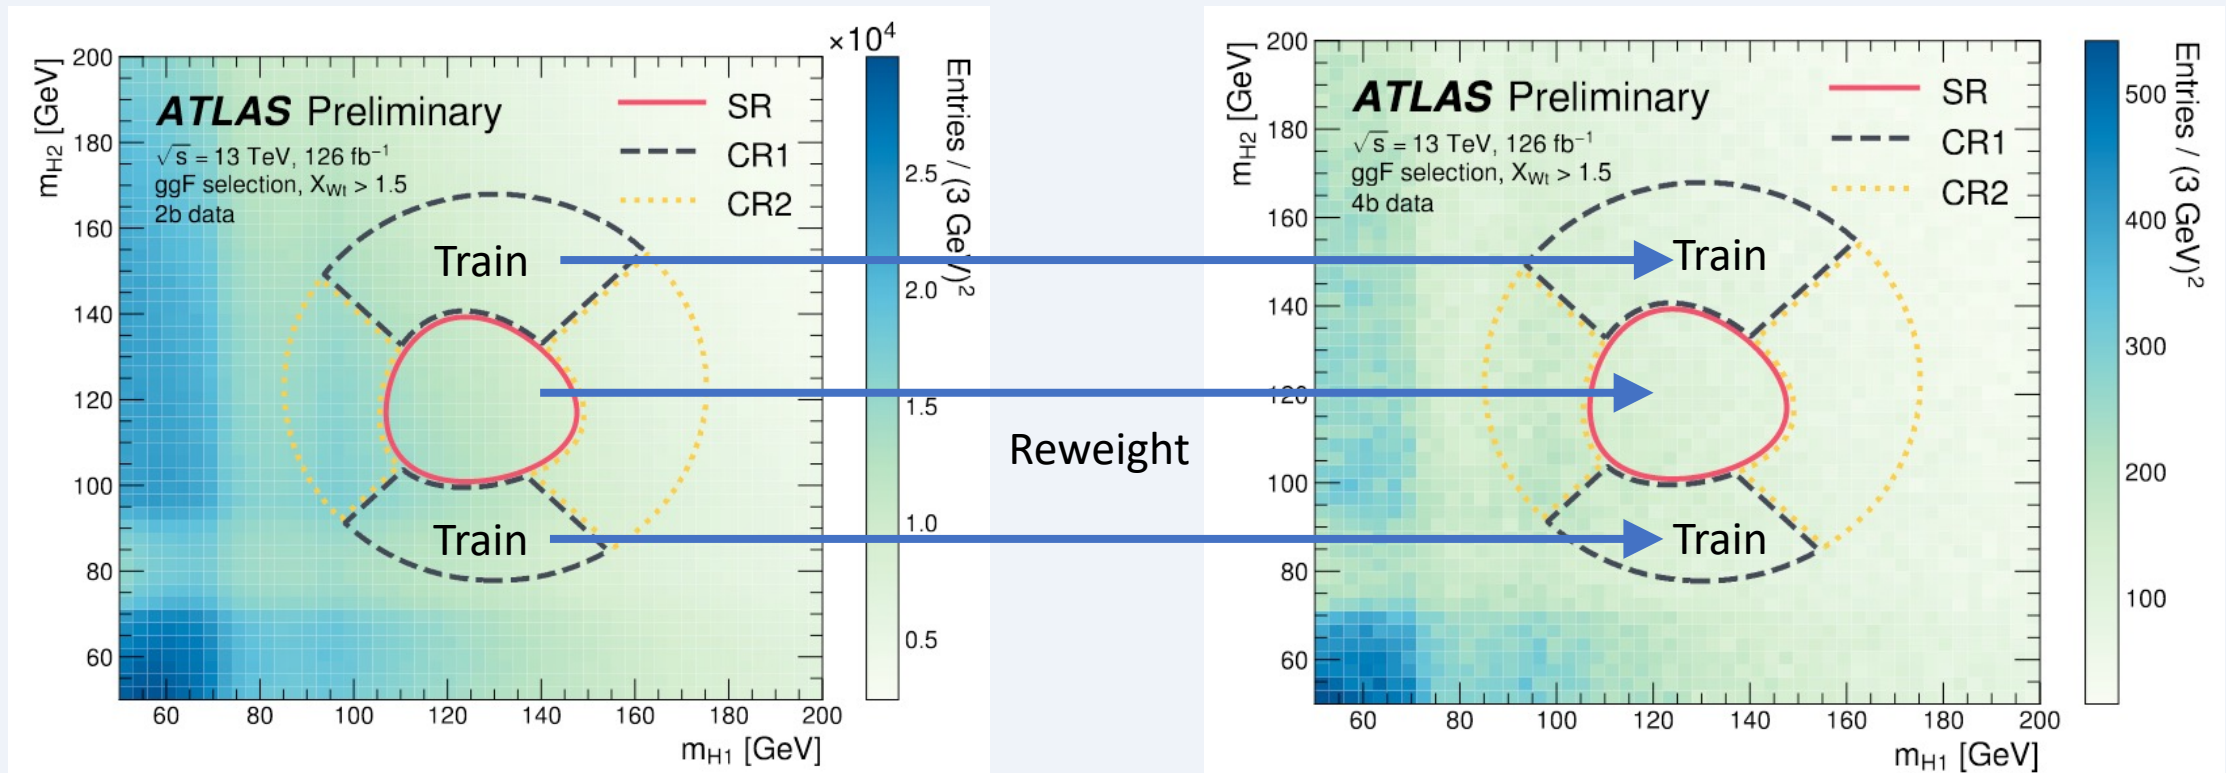 ×10⁴
200
180
160
140
120
100
80
60
m_H2 [GeV]
ATLAS Preliminary
√s = 13 TeV, 126 fb⁻¹
ggF selection, X_Wt > 1.5
2b data
SR
CR1
CR2
Train
Train
60 80 100 120 140 160 180 200
m_H1 [GeV]
2.5
2.0
1.5
1.0
0.5
Entries / (3 GeV)²
Reweight
200
180
160
140
120
100
80
60
m_H2 [GeV]
ATLAS Preliminary
√s = 13 TeV, 126 fb⁻¹
ggF selection, X_Wt > 1.5
4b data
SR
CR1
CR2
Train
Train
60 80 100 120 140 160 180 200
m_H1 [GeV]
500
400
300
200
100
Entries / (3 GeV)²